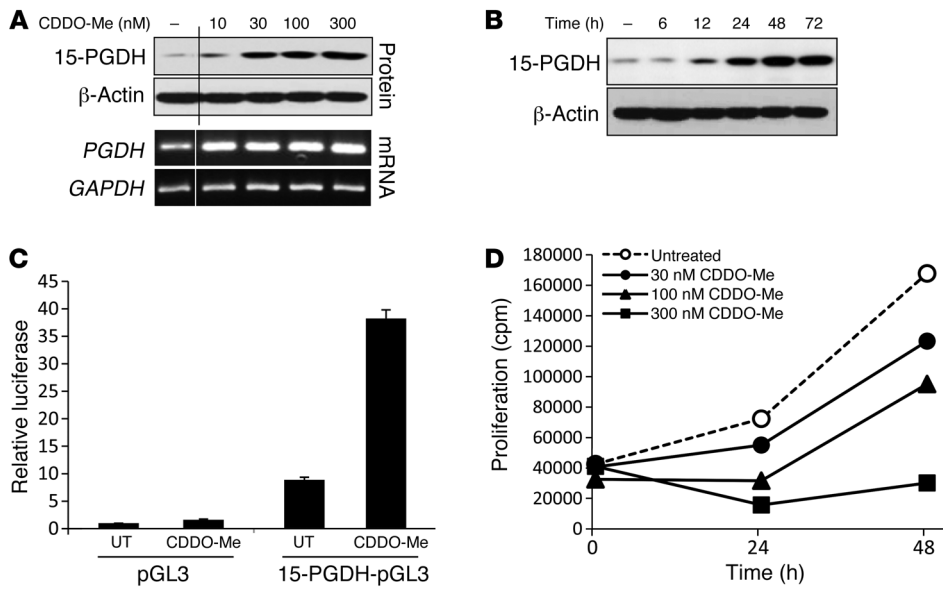 A
CDDO-Me (nM) – 10 30 100 300
15-PGDH
β-Actin
Protein
PGDH
GAPDH
mRNA
B
Time (h) – 6 12 24 48 72
15-PGDH
β-Actin
C
Relative luciferase
45
40
35
30
25
20
15
10
5
0
UT CDDO-Me UT CDDO-Me
pGL3 15-PGDH-pGL3
D
Proliferation (cpm)
180000
160000
140000
120000
100000
80000
60000
40000
20000
0
Untreated
30 nM CDDO-Me
100 nM CDDO-Me
300 nM CDDO-Me
0 24 48
Time (h)